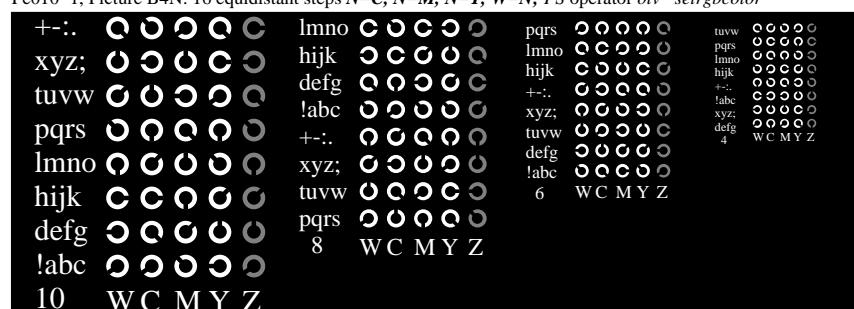 +-:.
xyz;
tuvw
pqrs
lmno
hijk
defg
!abc
10 W C M Y Z
lmno
hijk
defg
!abc
+-:.
xyz;
tuvw
pqrs
8 W C M Y Z
pqrs
lmno
hijk
+-:.
xyz;
tuvw
defg
!abc
6 W C M Y Z
tuvw
pqrs
lmno
hijk
+-:.
!abc
xyz;
defg
4 W C M Y Z